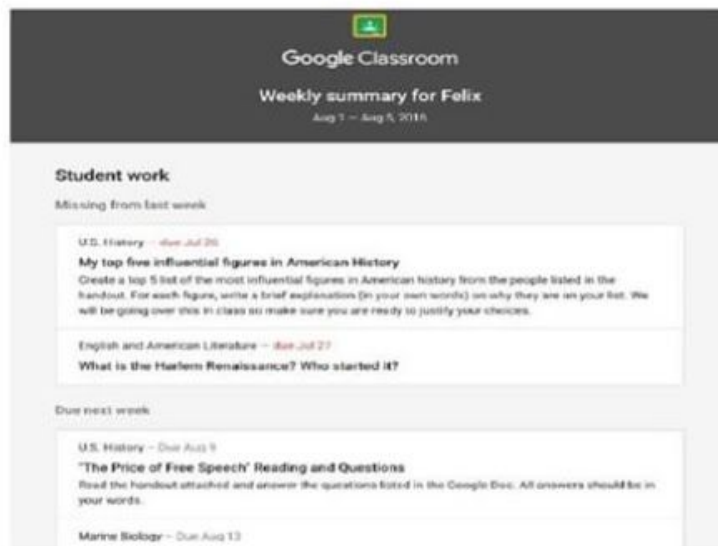 Google Classroom
Weekly summary for Felix
Aug 1 – Aug 5, 2016
Student work
Missing from last week
U.S. History – due Jul 26
My top five influential figures in American History
Create a top 5 list of the most influential figures in American history from the people listed in the
handout. For each figure, write a brief explanation (in your own words) on why they are on your list. We
will be going over this in class so make sure you are ready to justify your choices.
English and American Literature – due Jul 27
What is the Harlem Renaissance? Who started it?
Due next week
U.S. History – Due Aug 9
'The Price of Free Speech' Reading and Questions
Read the handout attached and answer the questions listed in the Google Doc. All answers should be in
your words.
Marine Biology – Due Aug 13